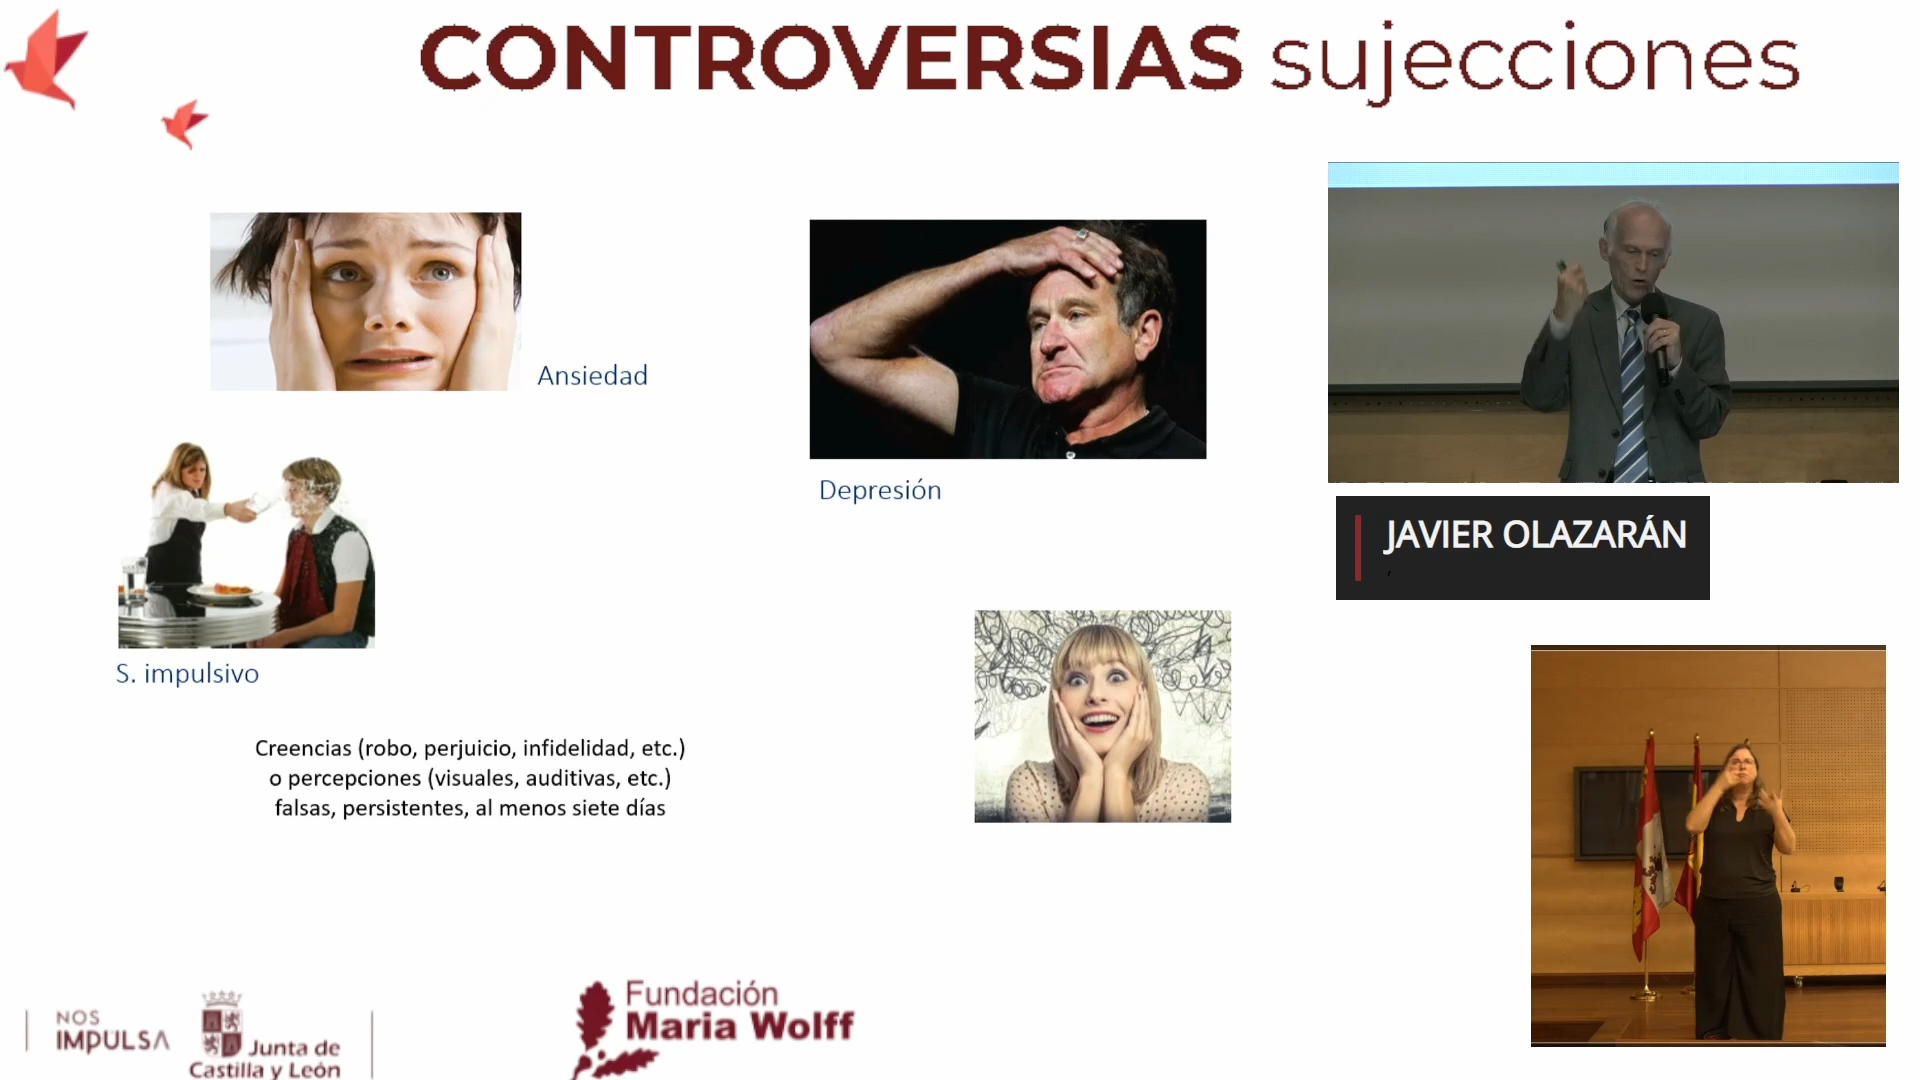 CONTROVERSIAS sujecciones
Ansiedad
Depresión
JAVIER OLAZARÁN
,
S. impulsivo
Creencias (robo, perjuicio, infidelidad, etc.)
o percepciones (visuales, auditivas, etc.)
falsas, persistentes, al menos siete días
NOS
IMPULSA
Junta de
Castilla y León
Fundación
Maria Wolff